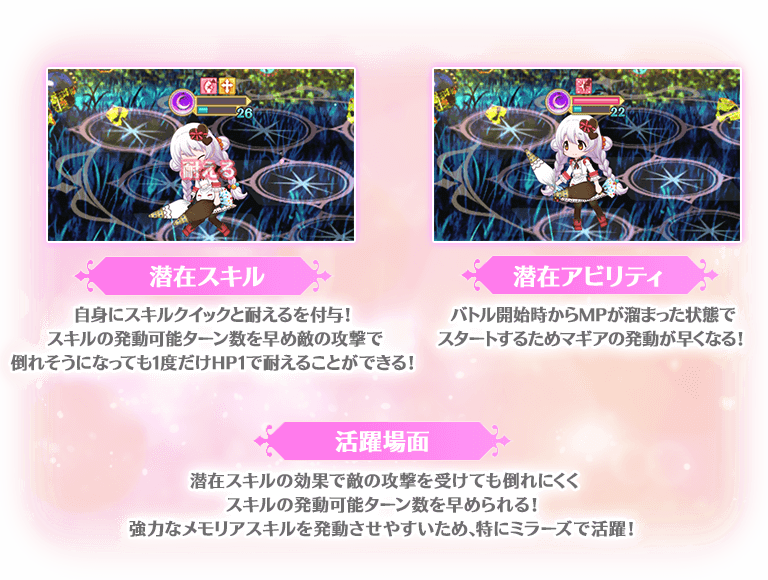 26
耐える
22
潜在スキル
自身にスキルクイックと耐えるを付与!
スキルの発動可能ターン数を早め敵の攻撃で
倒れそうになっても1度だけHP1で耐えることができる!
潜在アビリティ
バトル開始時からMPが溜まった状態で
スタートするためマギアの発動が早くなる!
活躍場面
潜在スキルの効果で敵の攻撃を受けても倒れにくく
スキルの発動可能ターン数を早められる!
強力なメモリアスキルを発動させやすいため、特にミラーズで活躍!